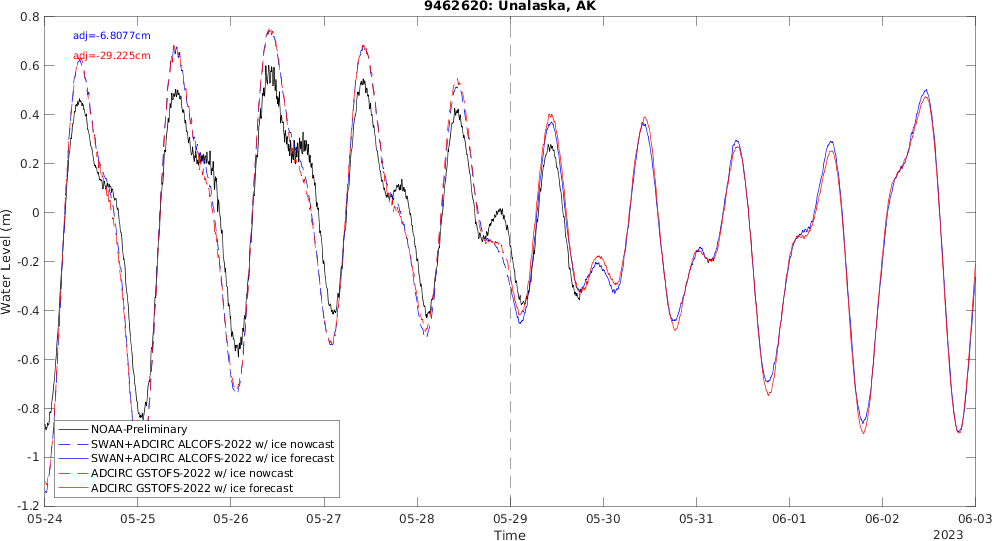 9462620: Unalaska, AK
adj=-6.8077cm
adj=-29.225cm
Water Level (m)
0.8
0.6
0.4
0.2
0
-0.2
-0.4
-0.6
-0.8
-1
-1.2
NOAA-Preliminary
SWAN+ADCIRC ALCOFS-2022 w/ ice nowcast
SWAN+ADCIRC ALCOFS-2022 w/ ice forecast
ADCIRC GSTOFS-2022 w/ ice nowcast
ADCIRC GSTOFS-2022 w/ ice forecast
05-24 05-25 05-26 05-27 05-28 05-29 05-30 05-31 06-01 06-02 06-03
Time
2023